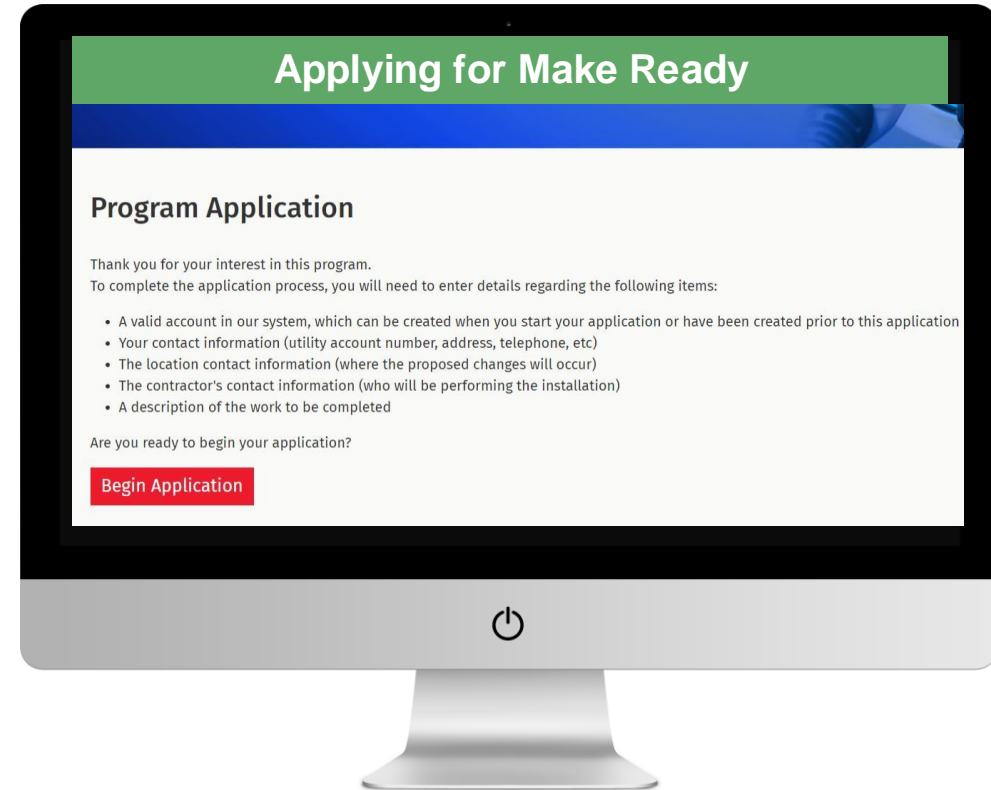 Applying for Make Ready
Program Application
Thank you for your interest in this program.
To complete the application process, you will need to enter details regarding the following items:
• A valid account in our system, which can be created when you start your application or have been created prior to this application
• Your contact information (utility account number, address, telephone, etc)
• The location contact information (where the proposed changes will occur)
• The contractor's contact information (who will be performing the installation)
• A description of the work to be completed
Are you ready to begin your application?
Begin Application